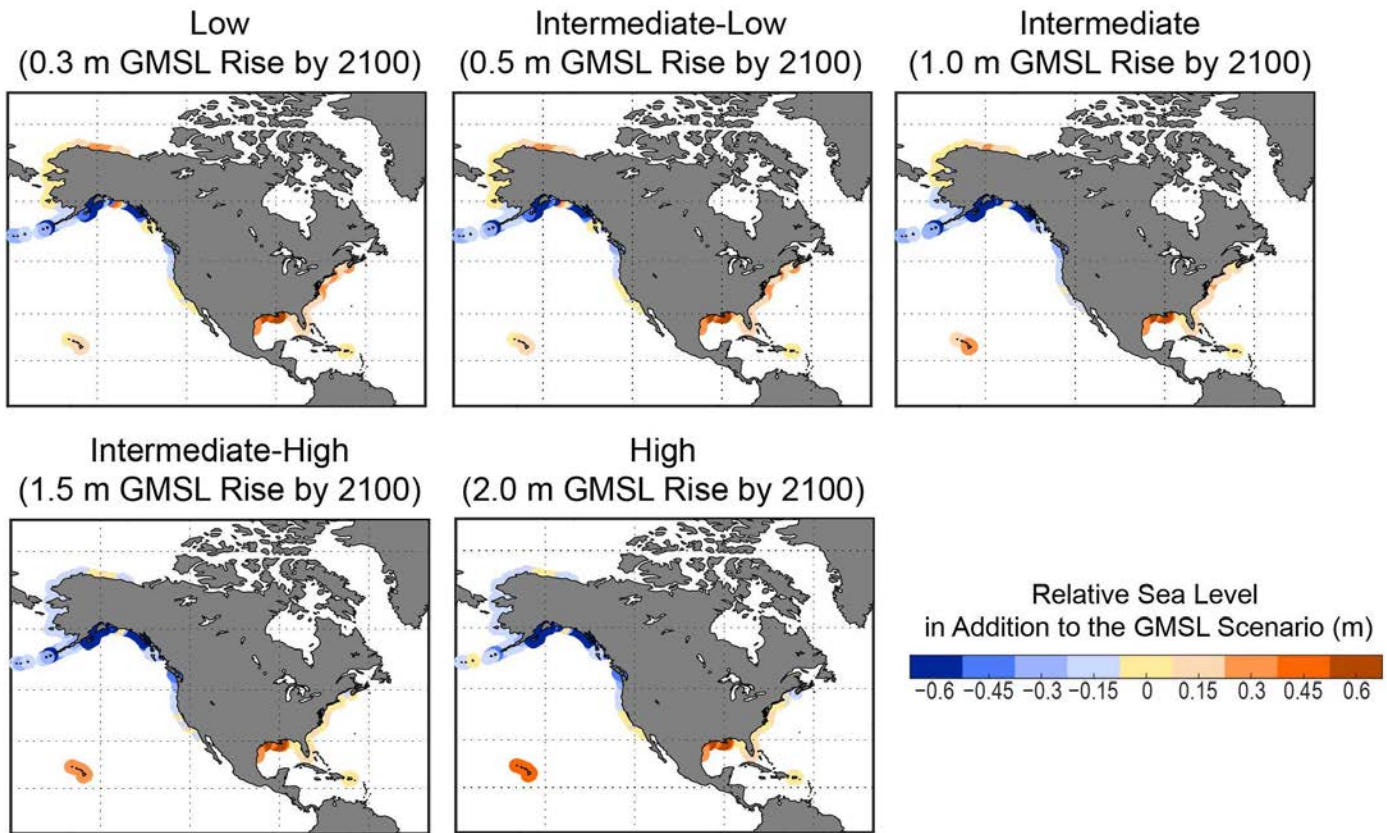 Low
(0.3 m GMSL Rise by 2100)
Intermediate-Low
(0.5 m GMSL Rise by 2100)
Intermediate
(1.0 m GMSL Rise by 2100)
Intermediate-High
(1.5 m GMSL Rise by 2100)
High
(2.0 m GMSL Rise by 2100)
Relative Sea Level
in Addition to the GMSL Scenario (m)
−0.6 −0.45 −0.3 −0.15 0 0.15 0.3 0.45 0.6